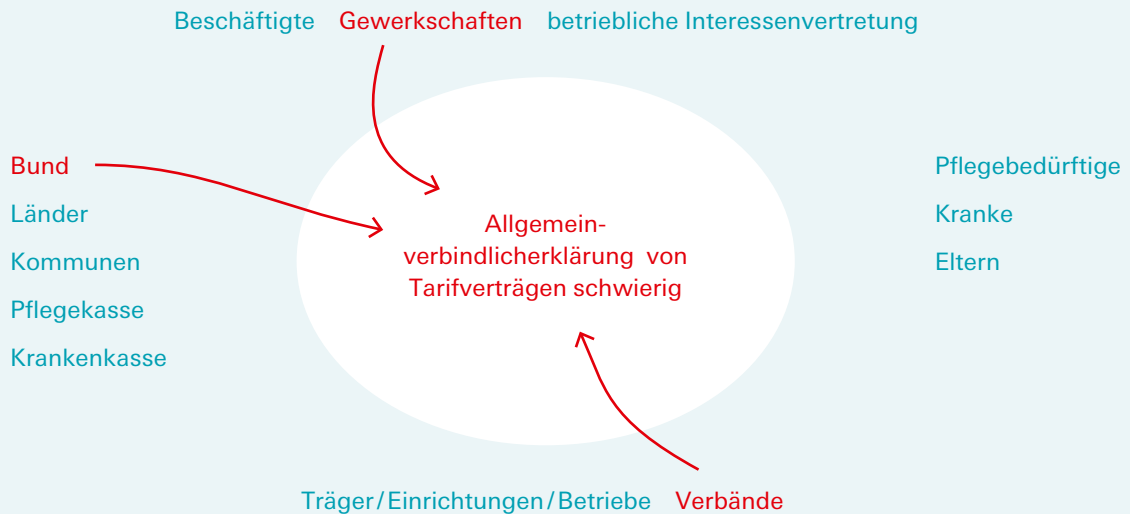 Beschäftigte Gewerkschaften betriebliche Interessenvertretung
Bund
Länder
Kommunen
Pflegekasse
Krankenkasse
Allgemein-
verbindlicherklärung von
Tarifverträgen schwierig
Pflegebedürftige
Kranke
Eltern
Träger/Einrichtungen/Betriebe Verbände